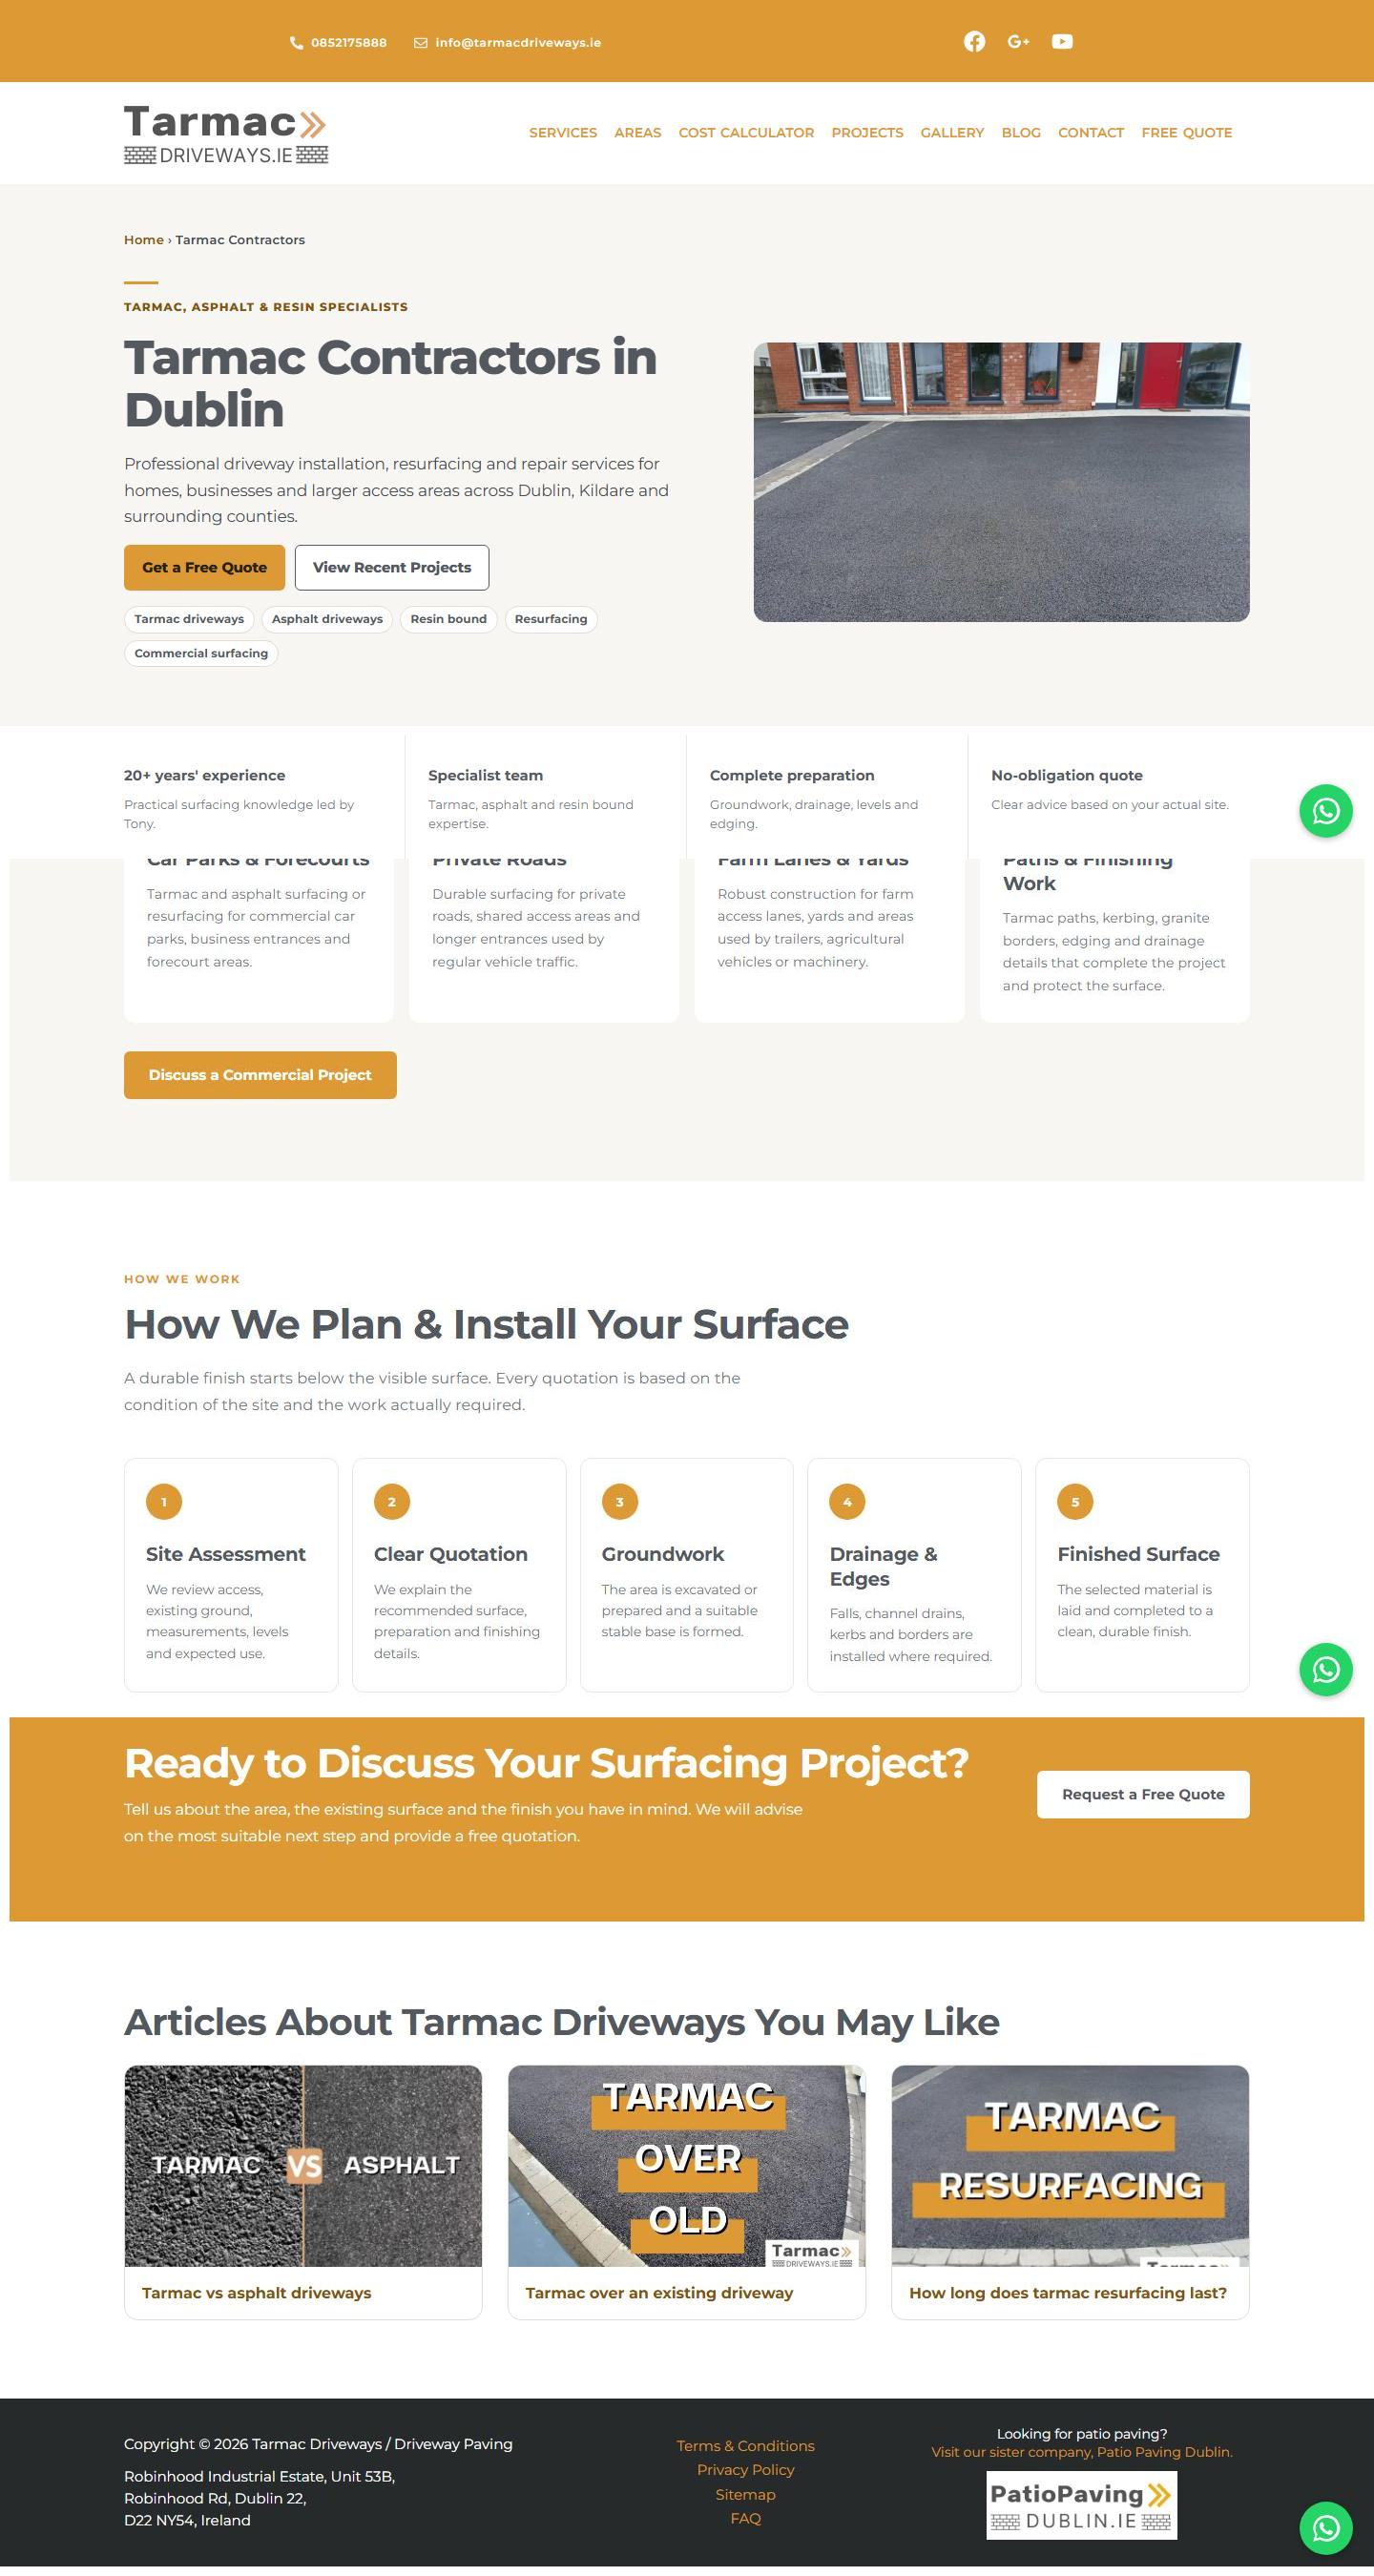 0852175888
info@tarmacdriveways.ie
Tarmac
DRIVEWAYS.IE
SERVICES AREAS COST CALCULATOR PROJECTS GALLERY BLOG CONTACT FREE QUOTE
Home › Tarmac Contractors
TARMAC, ASPHALT & RESIN SPECIALISTS
Tarmac Contractors in
Dublin
Professional driveway installation, resurfacing and repair services for
homes, businesses and larger access areas across Dublin, Kildare and
surrounding counties.
Get a Free Quote
View Recent Projects
Tarmac driveways
Asphalt driveways
Resin bound
Resurfacing
Commercial surfacing
20+ years' experience
Practical surfacing knowledge led by
Tony.
Specialist team
Tarmac, asphalt and resin bound
expertise.
Complete preparation
Groundwork, drainage, levels and
edging.
No-obligation quote
Clear advice based on your actual site.
Car Parks & Forecourts
Tarmac and asphalt surfacing or
resurfacing for commercial car
parks, business entrances and
forecourt areas.
Private Roads
Durable surfacing for private
roads, shared access areas and
longer entrances used by
regular vehicle traffic.
Farm Lanes & Yards
Robust construction for farm
access lanes, yards and areas
used by trailers, agricultural
vehicles or machinery.
Paths & Finishing
Work
Tarmac paths, kerbing, granite
borders, edging and drainage
details that complete the project
and protect the surface.
Discuss a Commercial Project
HOW WE WORK
How We Plan & Install Your Surface
A durable finish starts below the visible surface. Every quotation is based on the
condition of the site and the work actually required.
1
Site Assessment
We review access,
existing ground,
measurements, levels
and expected use.
2
Clear Quotation
We explain the
recommended surface,
preparation and finishing
details.
3
Groundwork
The area is excavated or
prepared and a suitable
stable base is formed.
4
Drainage &
Edges
Falls, channel drains,
kerbs and borders are
installed where required.
5
Finished Surface
The selected material is
laid and completed to a
clean, durable finish.
Ready to Discuss Your Surfacing Project?
Tell us about the area, the existing surface and the finish you have in mind. We will advise
on the most suitable next step and provide a free quotation.
Request a Free Quote
Articles About Tarmac Driveways You May Like
TARMAC VS ASPHALT
Tarmac vs asphalt driveways
TARMAC
OVER
OLD
Tarmac
DRIVEWAYS.IE
Tarmac over an existing driveway
TARMAC
RESURFACING
Tarmac
How long does tarmac resurfacing last?
Copyright © 2026 Tarmac Driveways / Driveway Paving
Robinhood Industrial Estate, Unit 53B,
Robinhood Rd, Dublin 22,
D22 NY54, Ireland
Terms & Conditions
Privacy Policy
Sitemap
FAQ
Looking for patio paving?
Visit our sister company, Patio Paving Dublin.
PatioPaving
DUBLIN.IE